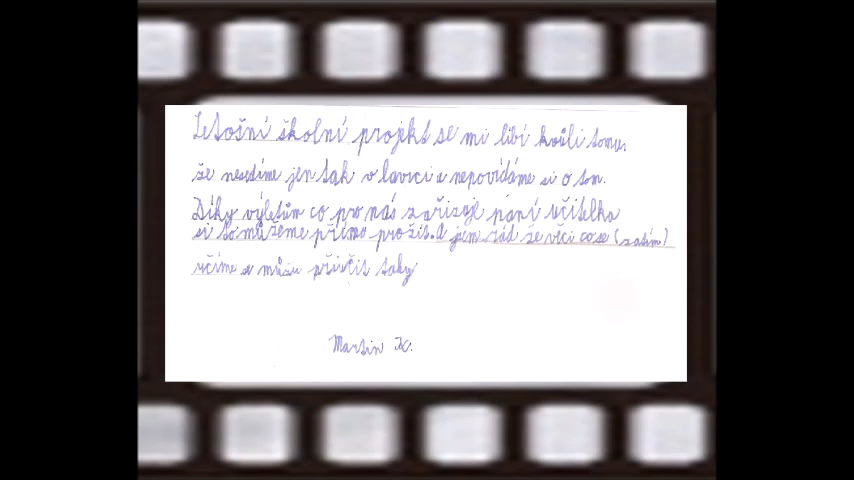 Letošní školní projekt se mi líbí kvůli tomu,
že nesedíme jen tak v lavici a nepovídáme si o tom.
Díky výletům co pro nás zařizuje paní učitelka
si to můžeme přímo prožít. A jsem rád že věci co se (zatím)
učíme se můžu přiučit taky
Martin K.